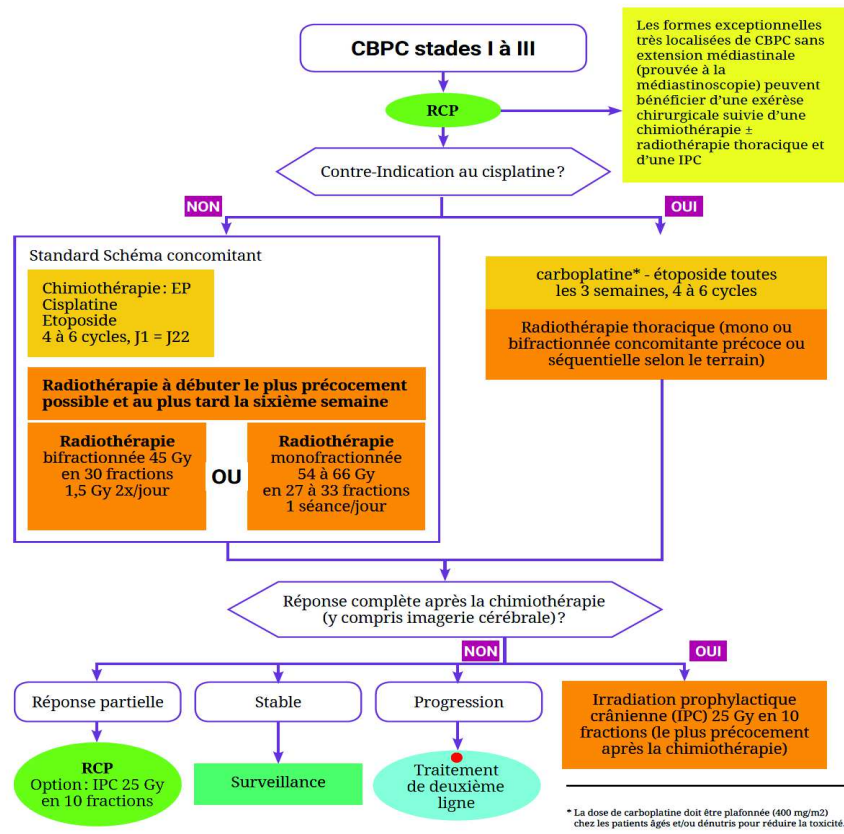 CBPC stades I à III
Les formes exceptionnelles
très localisées de CBPC sans
extension médiastinale
(prouvée à la
médiastinoscopie) peuvent
bénéficier d'une exérèse
chirurgicale suivie d'une
chimiothérapie ±
radiothérapie thoracique et
d'une IPC
RCP
Contre-Indication au cisplatine ?
NON
OUI
Standard Schéma concomitant
Chimiothérapie : EP
Cisplatine
Etoposide
4 à 6 cycles, J1 = J22
Radiothérapie à débuter le plus précocement
possible et au plus tard la sixième semaine
Radiothérapie
bifractionnée 45 Gy
en 30 fractions
1,5 Gy 2x/jour
OU
Radiothérapie
monofractionnée
54 à 66 Gy
en 27 à 33 fractions
1 séance/jour
carboplatine* - étoposide toutes
les 3 semaines, 4 à 6 cycles
Radiothérapie thoracique (mono ou
bifractionnée concomitante précoce ou
séquentielle selon le terrain)
Réponse complète après la chimiothérapie
(y compris imagerie cérébrale) ?
NON
OUI
Réponse partielle
Stable
Progression
Irradiation prophylactique
crânienne (IPC) 25 Gy en 10
fractions (le plus précocement
après la chimiothérapie)
RCP
Option : IPC 25 Gy
en 10 fractions
Surveillance
Traitement
de deuxième
ligne
* La dose de carboplatine doit être plafonnée (400 mg/m2)
chez les patients âgés et/ou dénutris pour réduire la toxicité.